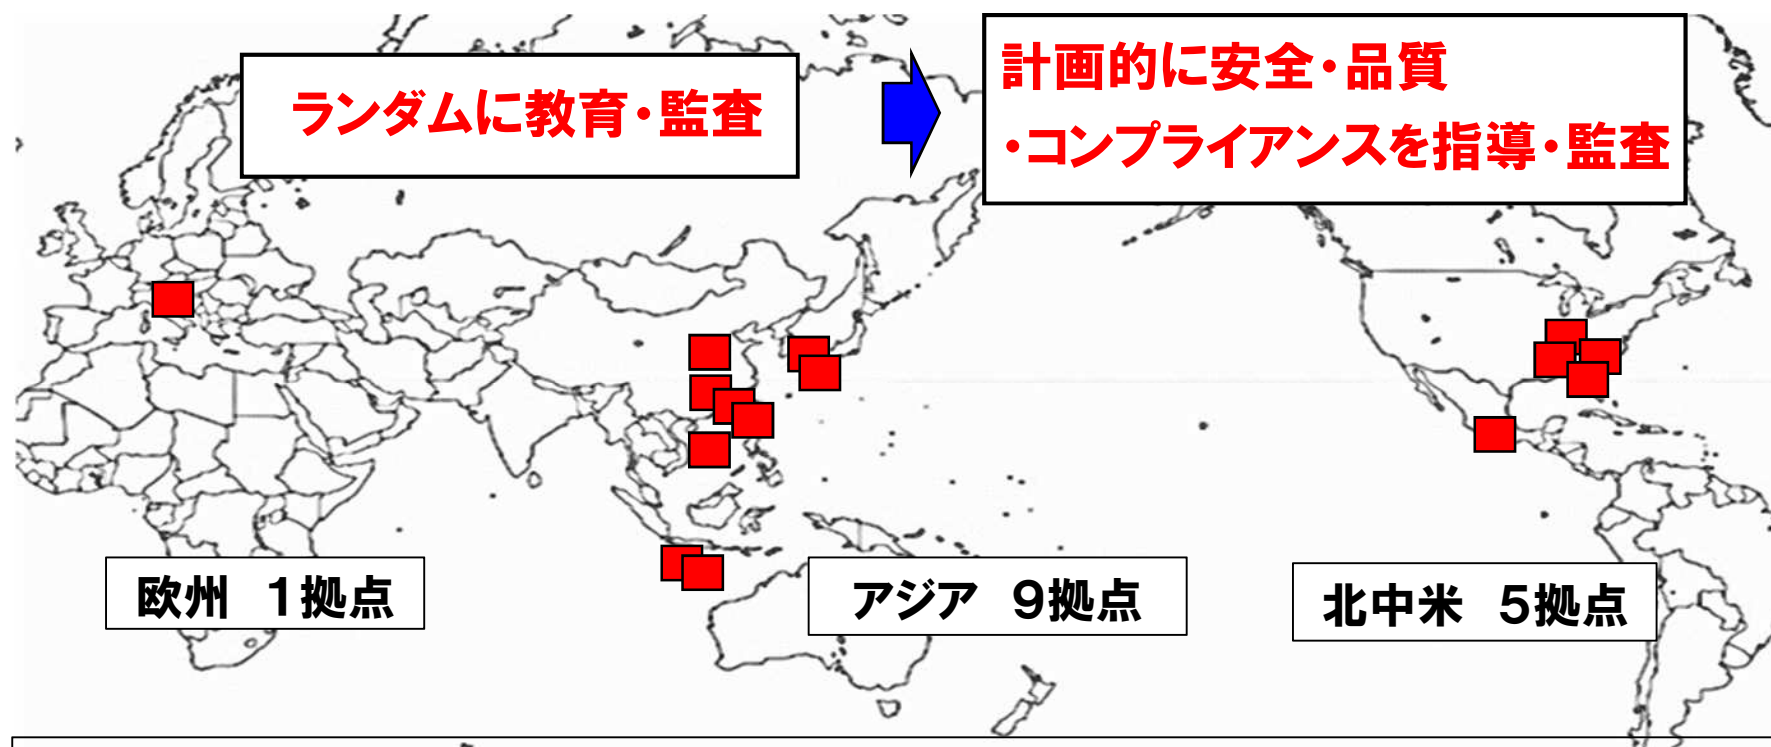 ランダムに教育・監査
計画的に安全・品質
・コンプライアンスを指導・監査
欧州　1拠点
アジア　9拠点
北中米　5拠点